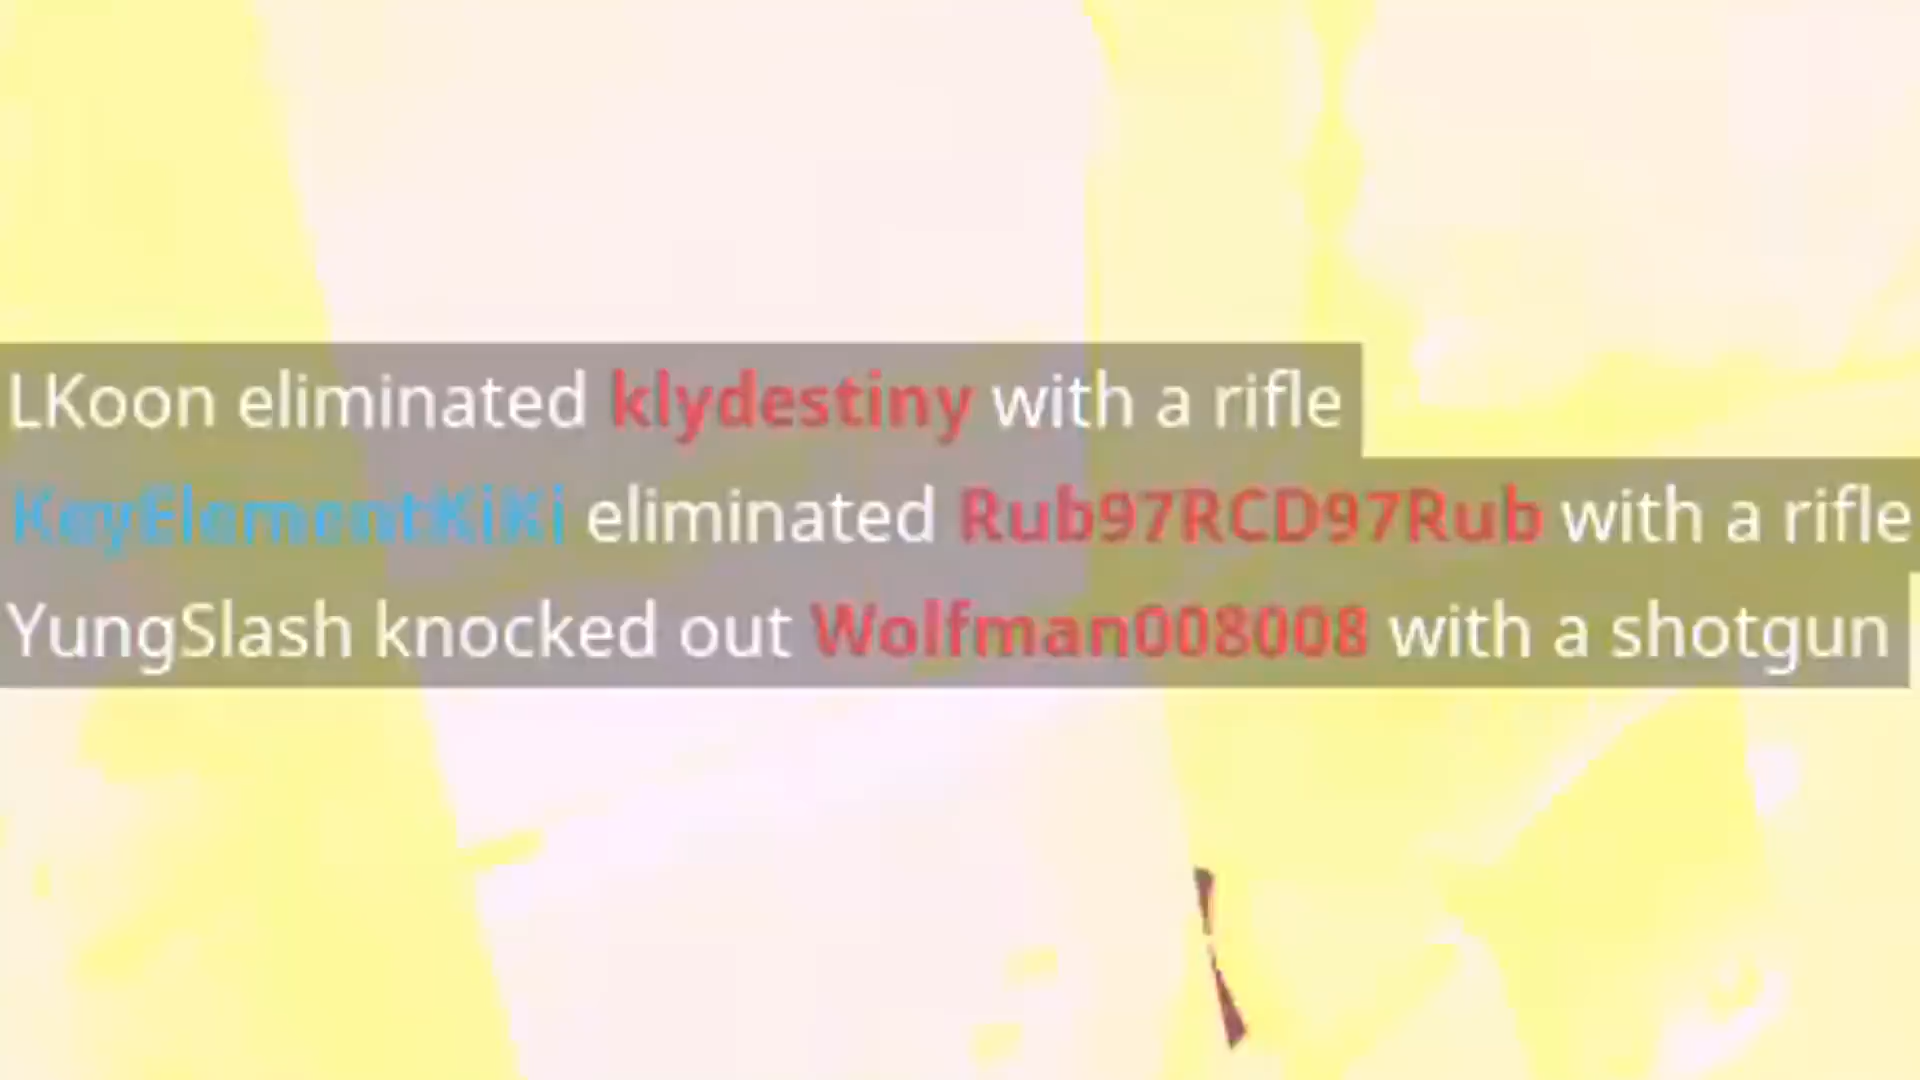 LKoon eliminated klydestiny with a rifle
KeyElementKiKi eliminated Rub97RCD97Rub with a rifle
YungSlash knocked out Wolfman008008 with a shotgun